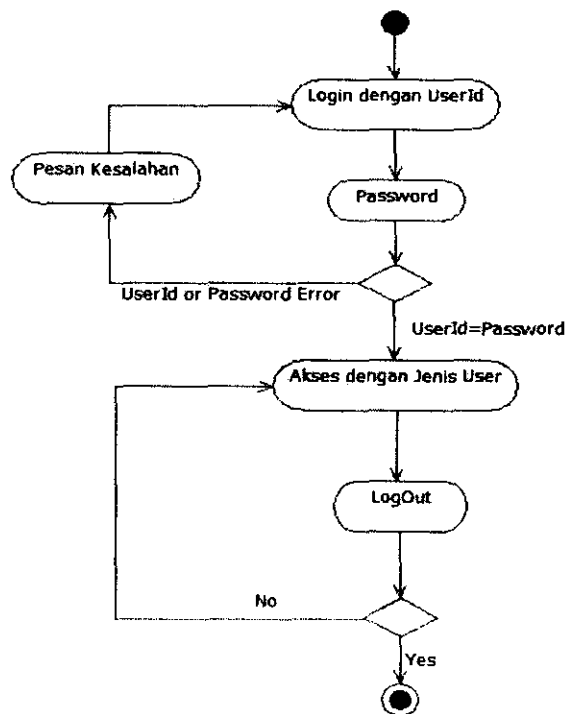 Login dengan UserId
Pesan Kesalahan
Password
UserId or Password Error
UserId=Password
Akses dengan Jenis User
LogOut
No
Yes